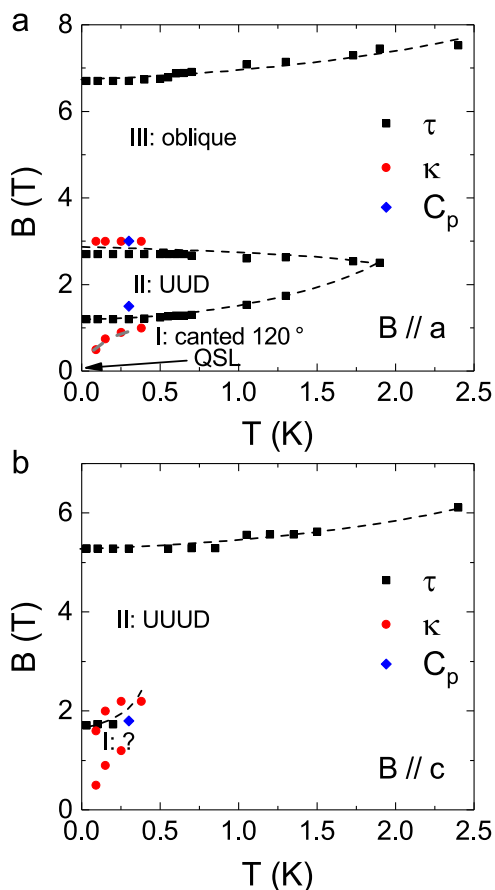 a
8
6
4
2
0
B (T)
III: oblique
II: UUD
I: canted 120 °
QSL
τ
κ
Cp
B // a
0.0 0.5 1.0 1.5 2.0 2.5
T (K)
b
6
4
2
0
B (T)
II: UUUD
I: ?
τ
κ
Cp
B // c
0.0 0.5 1.0 1.5 2.0 2.5
T (K)